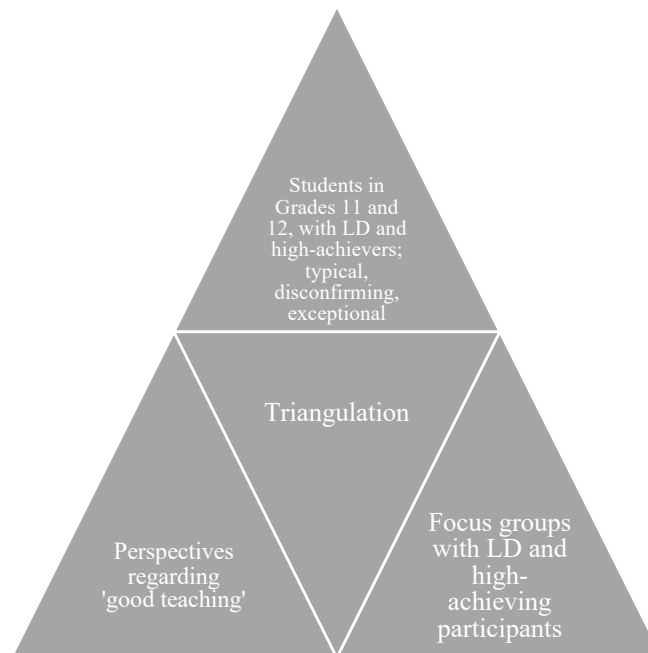 Students in
Grades 11 and
12, with LD and
high-achievers;
typical,
disconfirming,
exceptional
Triangulation
Perspectives
regarding
'good teaching'
Focus groups
with LD and
high-
achieving
participants